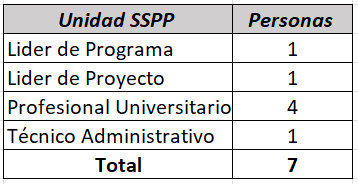 Unidad SSPP Personas
Lider de Programa 1
Lider de Proyecto 1
Profesional Universitario 4
Técnico Administrativo 1
Total 7